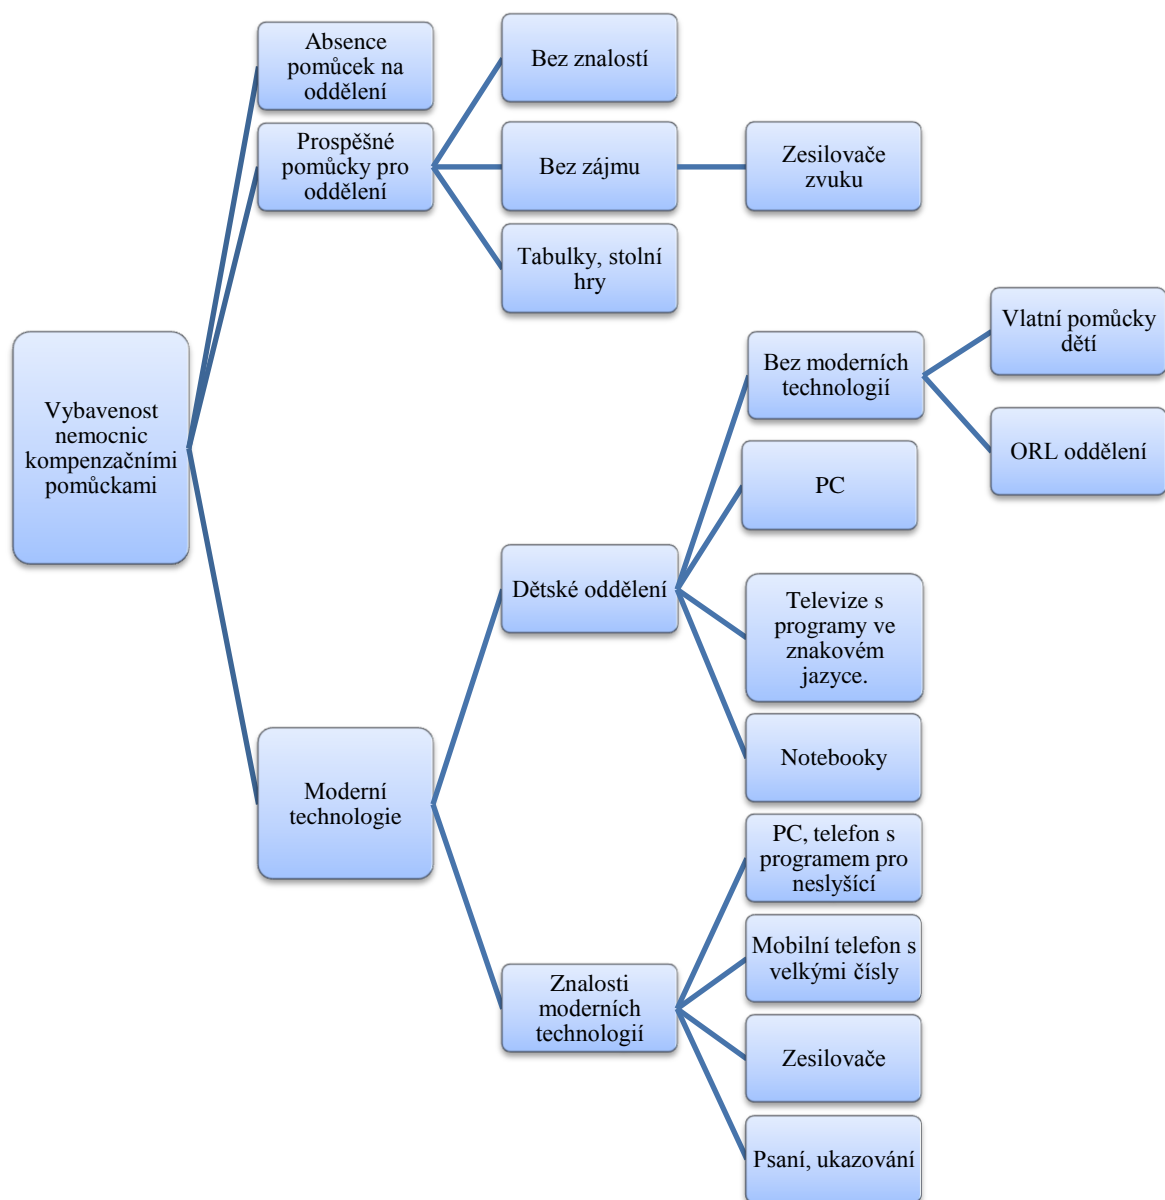 Absence
pomůcek na
oddělení
Bez znalostí
Prospěšné
pomůcky pro
oddělení
Bez zájmu
Zesilovače
zvuku
Tabulky, stolní
hry
Vlatní pomůcky
dětí
Bez moderních
technologií
Vybavenost
nemocnic
kompenzačními
pomůckami
ORL oddělení
PC
Dětské oddělení
Televize s
programy ve
znakovém
jazyce.
Notebooky
Moderní
technologie
PC, telefon s
programem pro
neslyšící
Mobilní telefon s
velkými čísly
Znalosti
moderních
technologií
Zesilovače
Psaní, ukazování